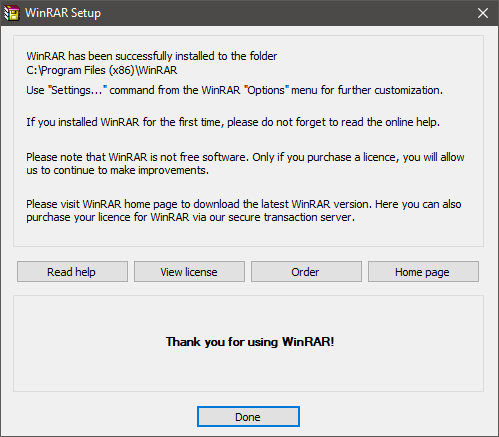 WinRAR Setup
WinRAR has been successfully installed to the folder
C:\Program Files (x86)\WinRAR
Use "Settings..." command from the WinRAR "Options" menu for further customization.
If you installed WinRAR for the first time, please do not forget to read the online help.
Please note that WinRAR is not free software. Only if you purchase a licence, you will allow
us to continue to make improvements.
Please visit WinRAR home page to download the latest WinRAR version. Here you can also
purchase your licence for WinRAR via our secure transaction server.
Read help
View license
Order
Home page
Thank you for using WinRAR!
Done